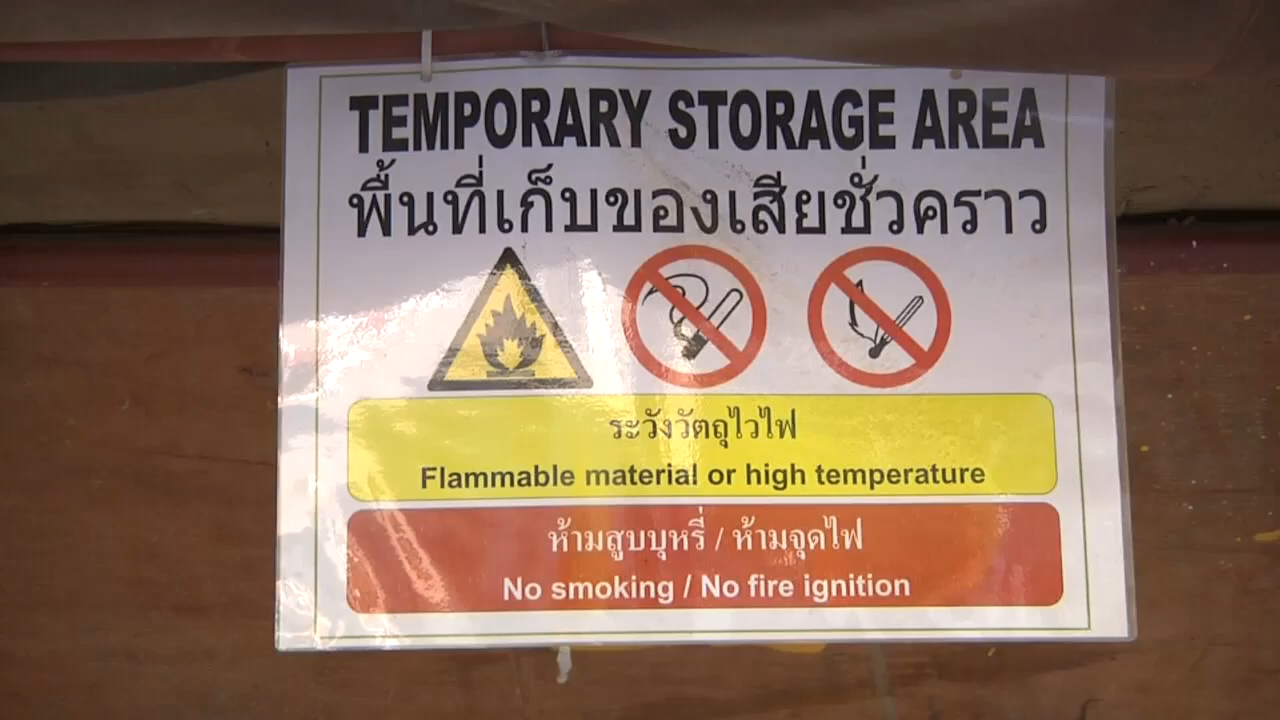 TEMPORARY STORAGE AREA
พื้นที่เก็บของเสียชั่วคราว
ระวังวัตถุไวไฟ
Flammable material or high temperature
ห้ามสูบบุหรี่ / ห้ามจุดไฟ
No smoking / No fire ignition